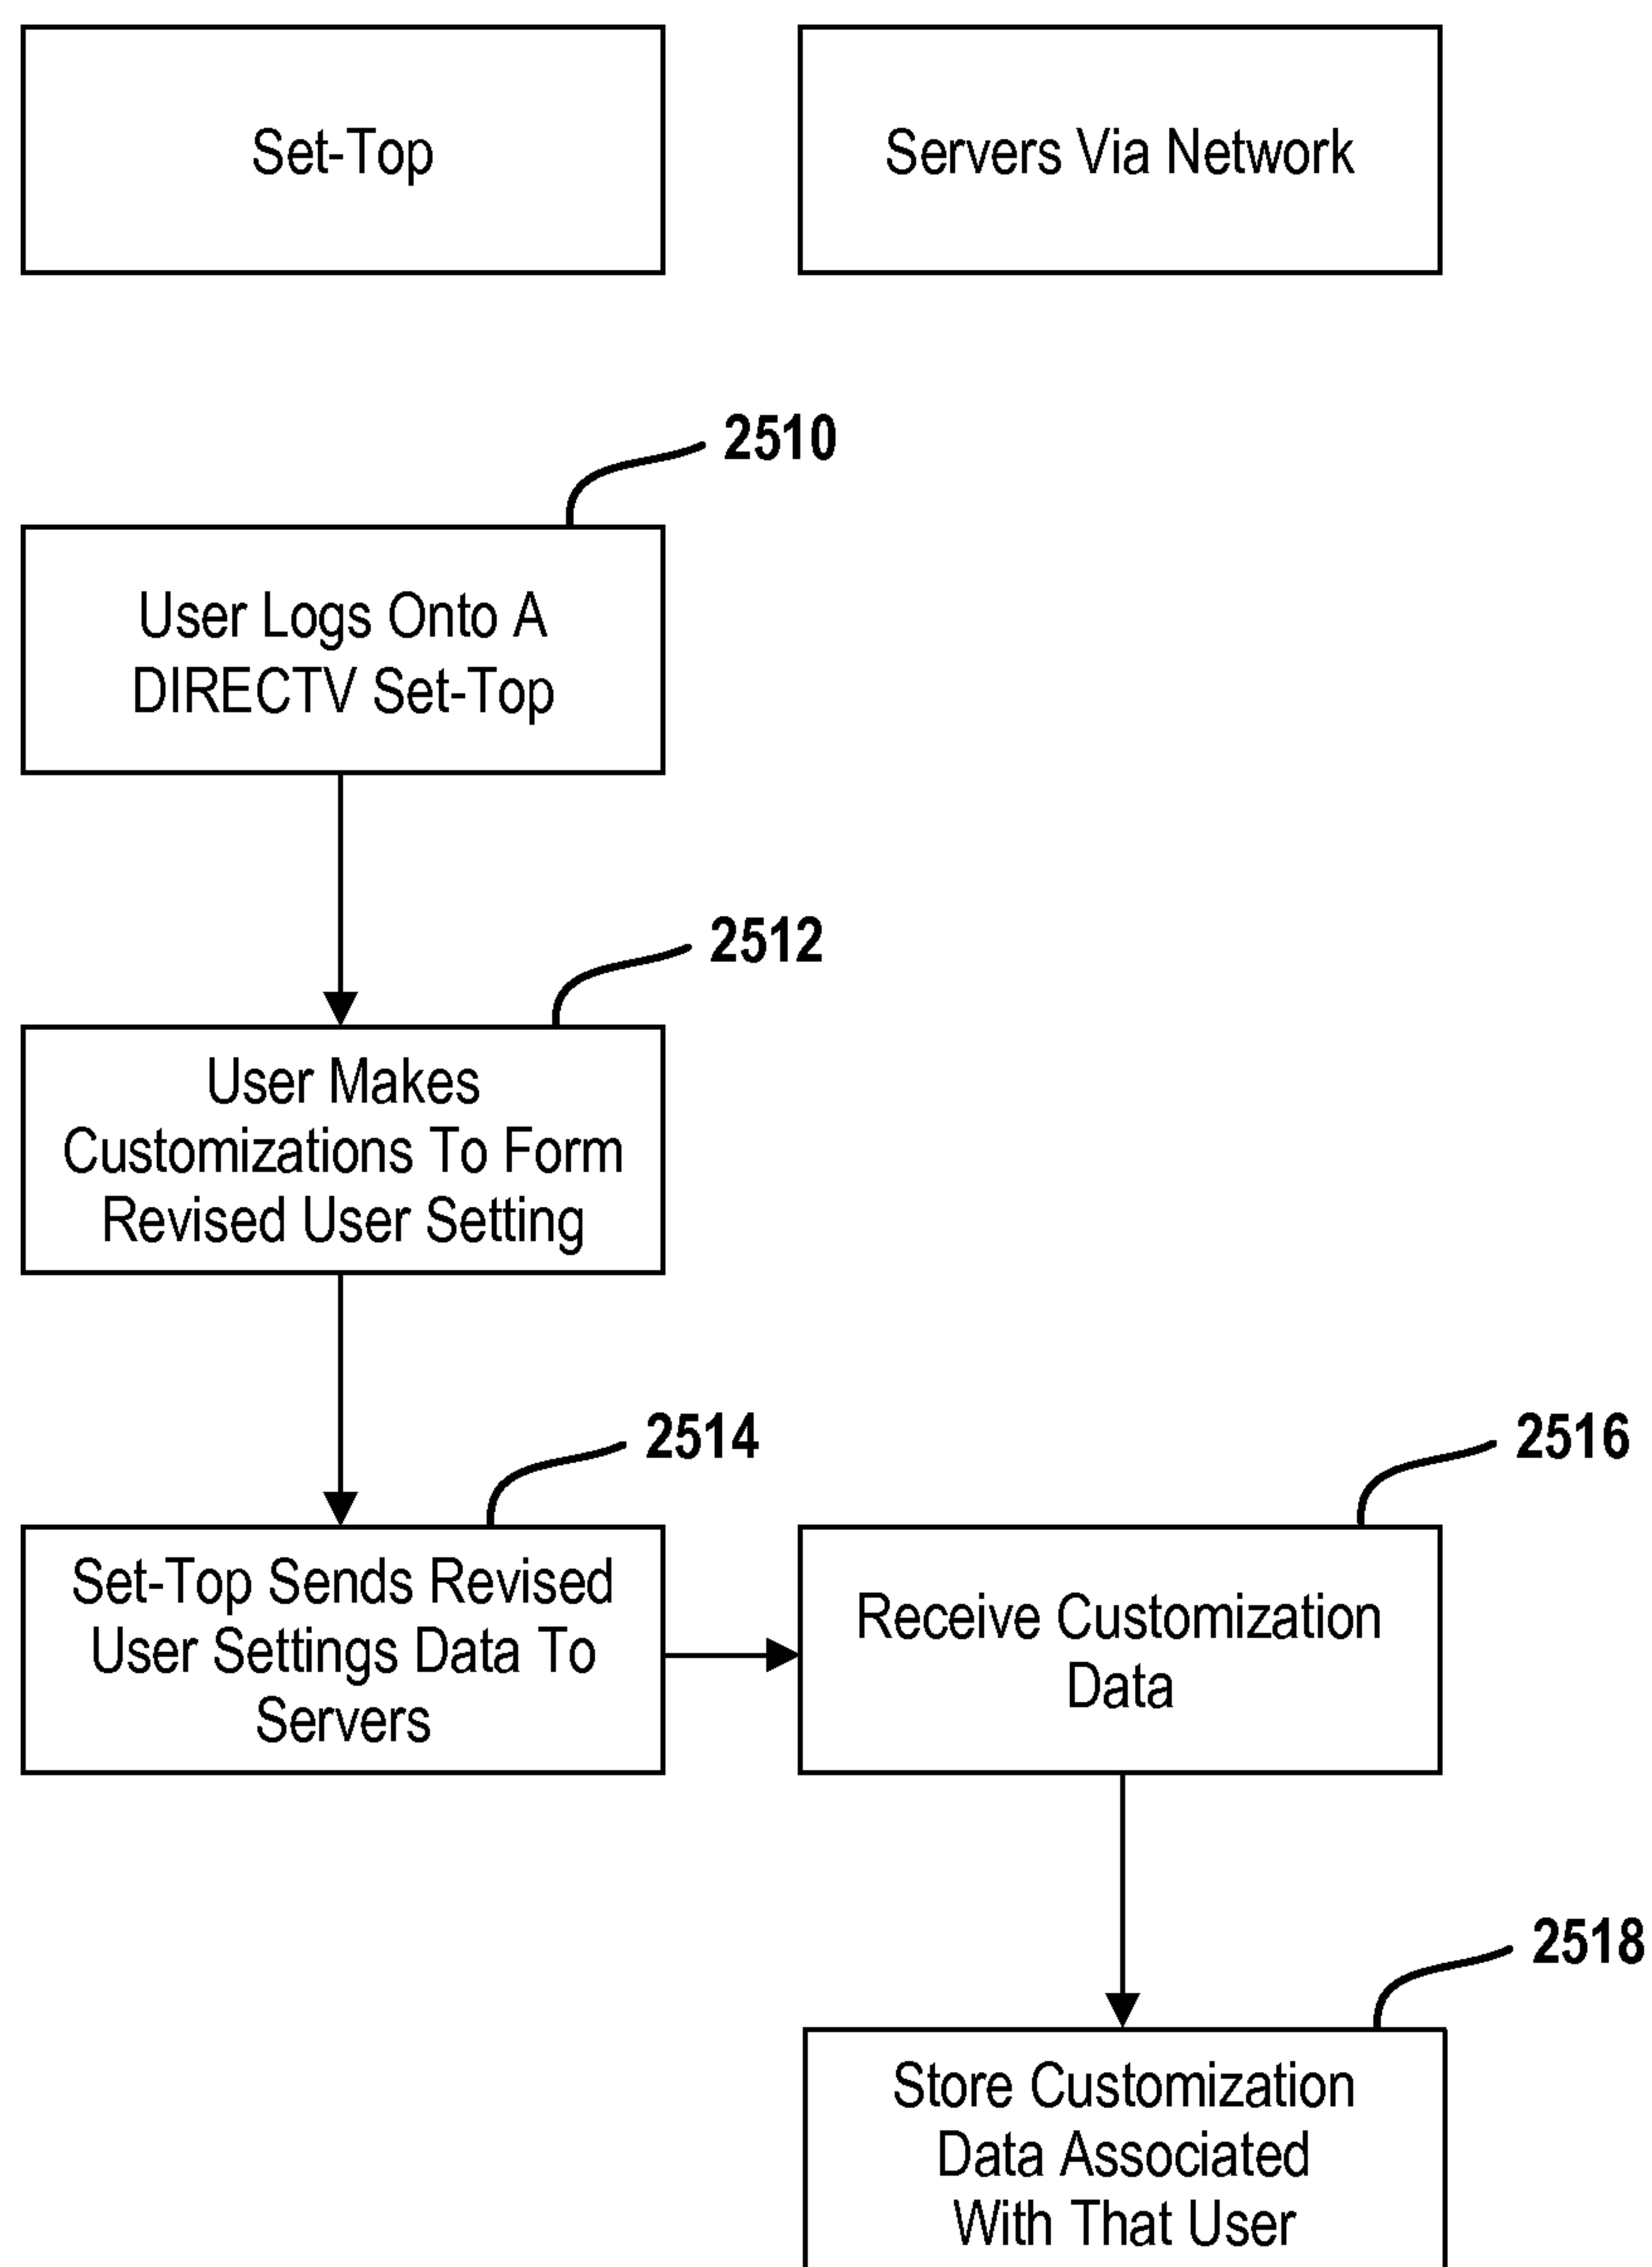 Set-Top
Servers Via Network
2510
User Logs Onto A
DIRECTV Set-Top
2512
User Makes
Customizations To Form
Revised User Setting
2514
Set-Top Sends Revised
User Settings Data To
Servers
2516
Receive Customization
Data
2518
Store Customization
Data Associated
With That User